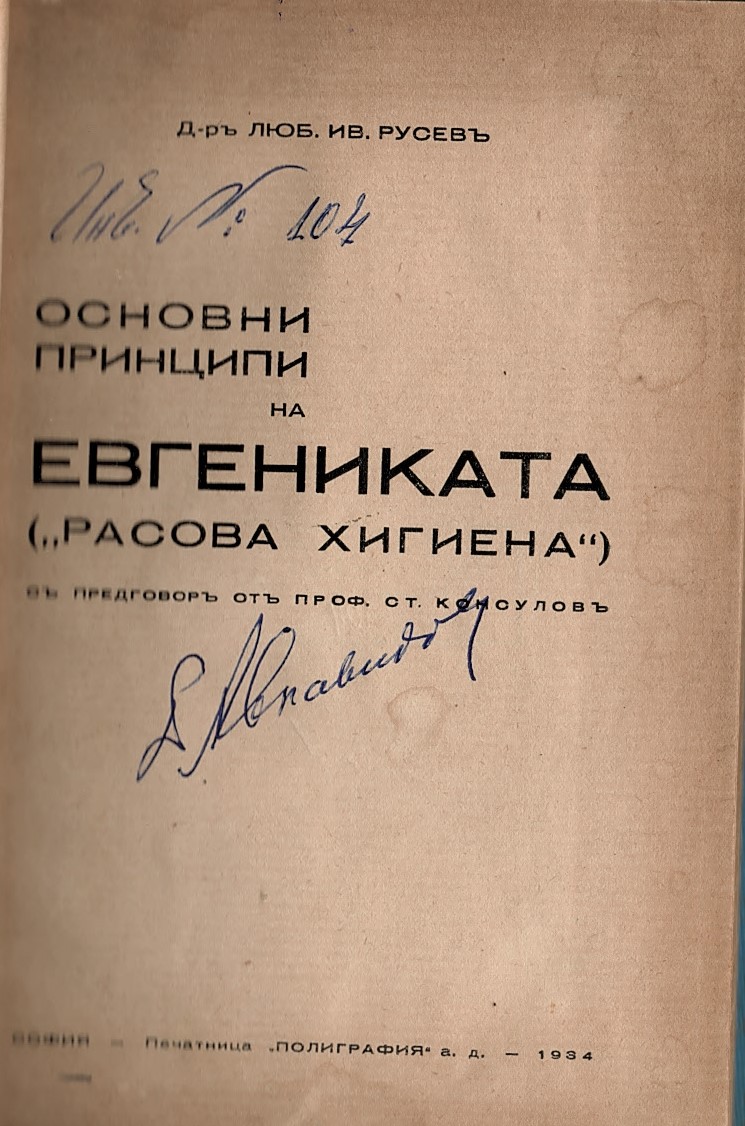 Д-ръ ЛЮБ. ИВ. РУСЕВЪ
Инв. №: 104
ОСНОВНИ
ПРИНЦИПИ
НА
ЕВГЕНИКАТА
(„РАСОВА ХИГИЕНА“)
ВЪ ПРЕДГОВОРЪ ОТЪ ПРОФ. СТ. КОНСУЛОВЪ
СОФИЯ — Печатница „ПОЛИГРАФИЯ“ а. д. — 1934